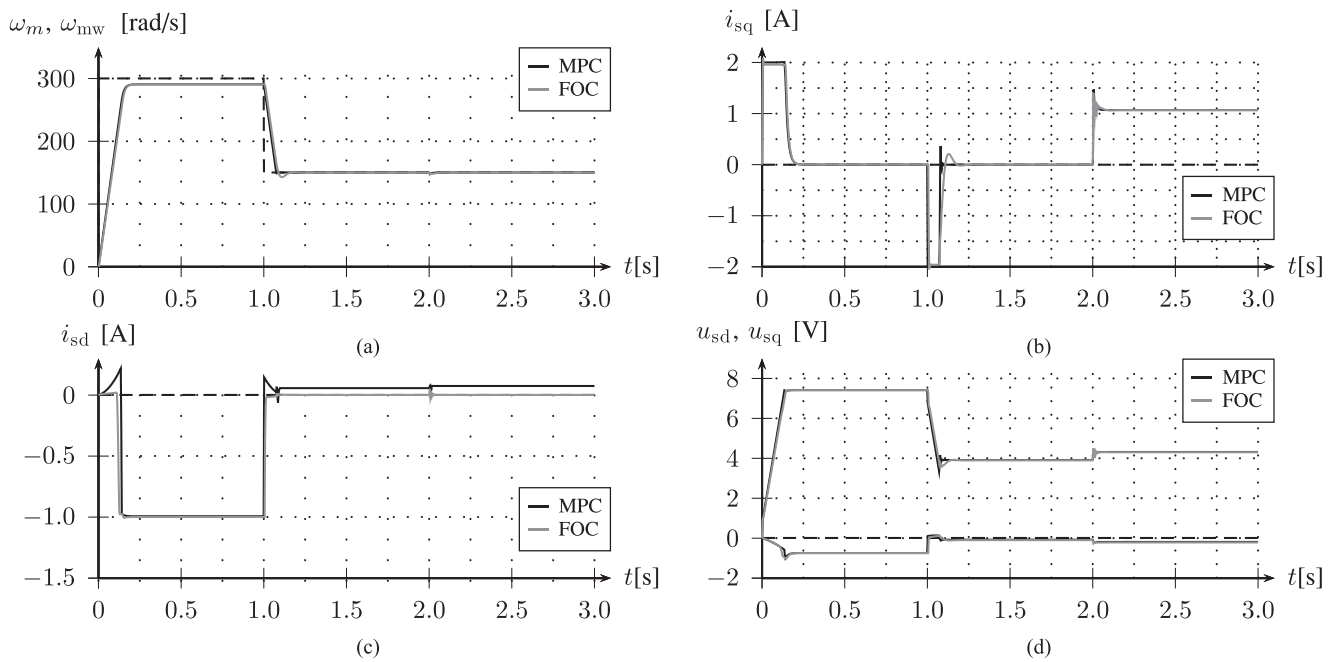 ωₘ, ω_mw [rad/s]
300
200
100
0
0 0.5 1.0 1.5 2.0 2.5 3.0
t[s]
MPC
FOC
(a)
i_sq [A]
2
1
0
−1
−2
0 0.5 1.0 1.5 2.0 2.5 3.0
t[s]
MPC
FOC
(b)
i_sd [A]
0
−0.5
−1.0
−1.5
0 0.5 1.0 1.5 2.0 2.5 3.0
t[s]
MPC
FOC
(c)
u_sd, u_sq [V]
8
6
4
2
0
−2
0 0.5 1.0 1.5 2.0 2.5 3.0
t[s]
MPC
FOC
(d)